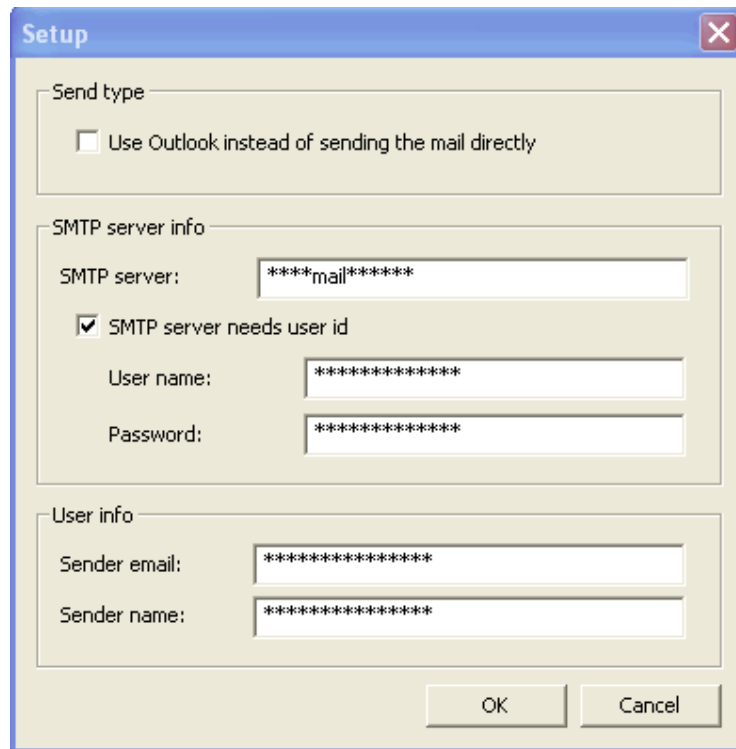 Setup
Send type
Use Outlook instead of sending the mail directly
SMTP server info
SMTP server: ****mail******
SMTP server needs user id
User name: *************
Password: *************
User info
Sender email: ***************
Sender name: ***************
OK Cancel